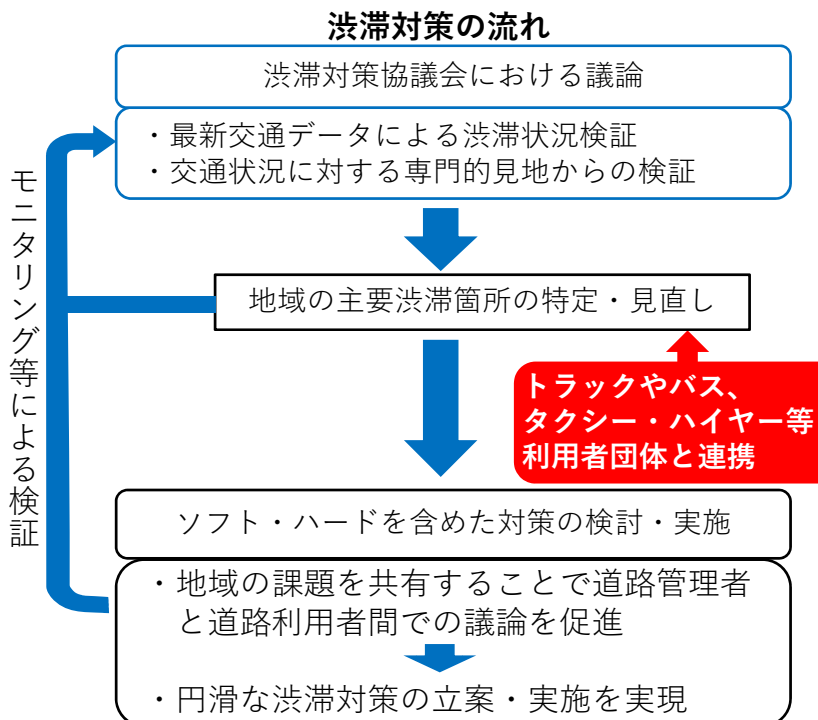 渋滞対策の流れ
渋滞対策協議会における議論
・最新交通データによる渋滞状況検証
・交通状況に対する専門的見地からの検証
モニタリング等による検証
地域の主要渋滞箇所の特定・見直し
トラックやバス、
タクシー・ハイヤー等
利用者団体と連携
ソフト・ハードを含めた対策の検討・実施
・地域の課題を共有することで道路管理者
と道路利用者間での議論を促進
・円滑な渋滞対策の立案・実施を実現